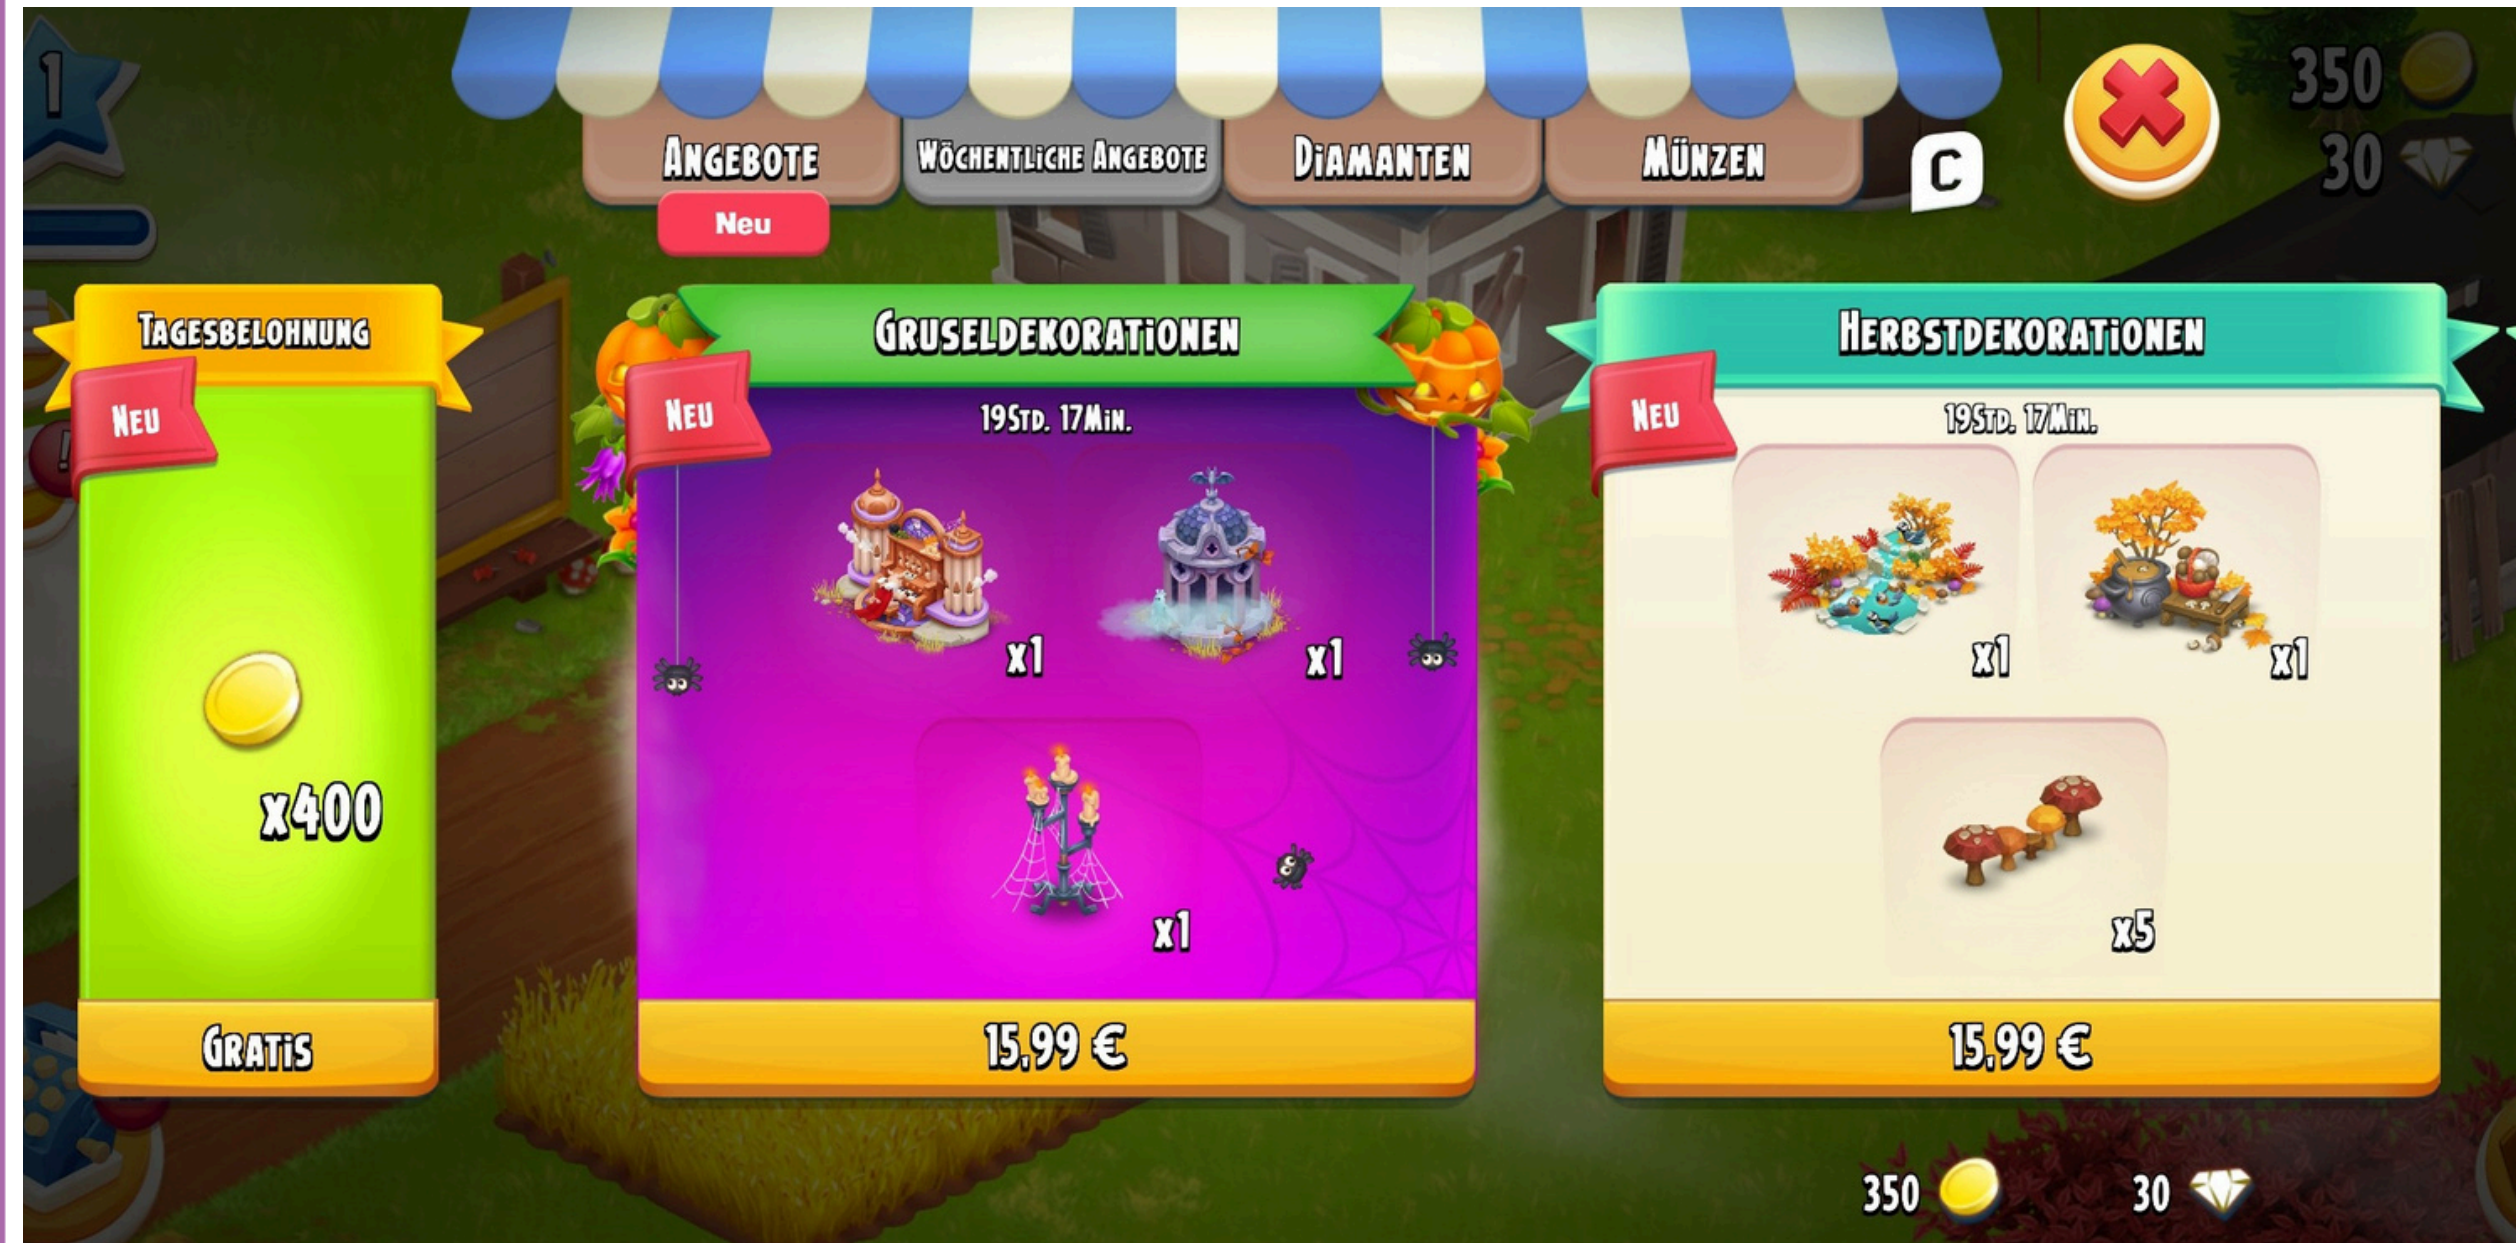 1
350
30
ANGEBOTE
WÖCHENTLICHE ANGEBOTE
DIAMANTEN
MÜNZEN
C
Neu
TAGESBELOHNUNG
NEU
x400
GRATIS
GRUSELDEKORATIONEN
NEU
19STD. 17MIN.
x1
x1
x1
15.99 €
HERBSTDEKORATIONEN
NEU
19STD. 17MIN.
x1
x1
x5
15.99 €
350
30